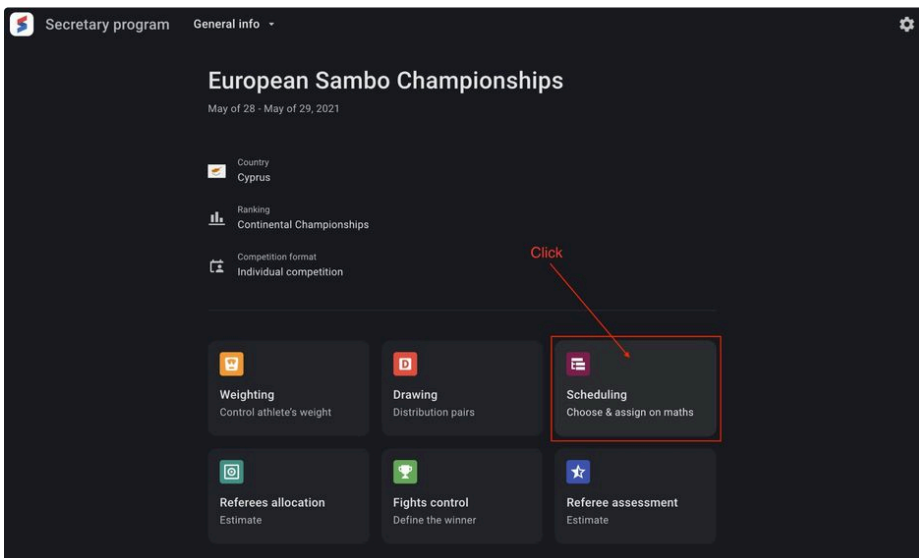 Secretary program
General info
European Sambo Championships
May of 28 - May of 29, 2021
Country
Cyprus
Ranking
Continental Championships
Competition format
Individual competition
Click
Weighting
Control athlete's weight
D
Drawing
Distribution pairs
Scheduling
Choose & assign on maths
Referees allocation
Estimate
Fights control
Define the winner
Referee assessment
Estimate